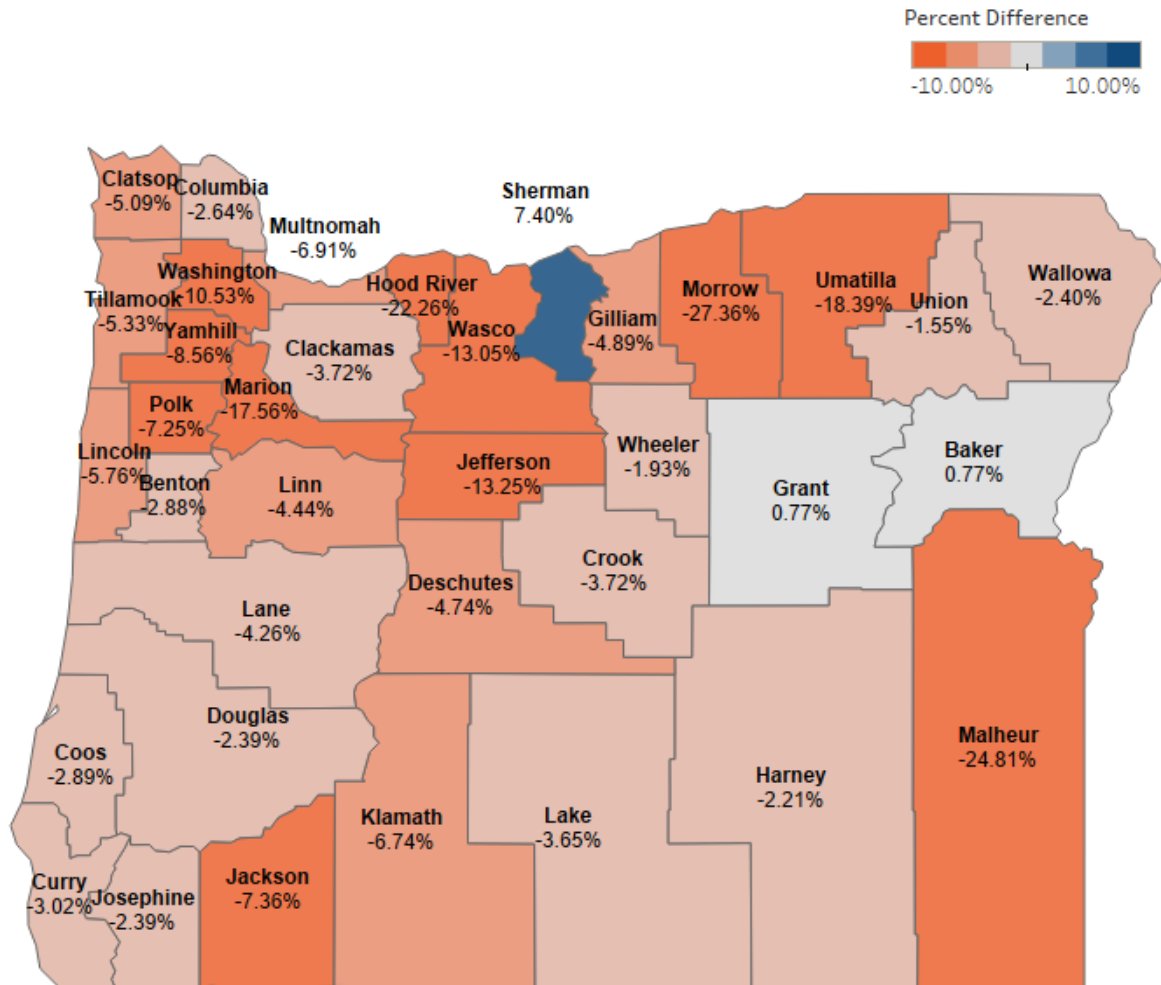 Percent Difference
-10.00% 10.00%
Clatsop
-5.09%
Columbia
-2.64%
Multnomah
-6.91%
Sherman
7.40%
Washington
-10.53%
Tillamook
-5.33%
Yamhill
-8.56%
Hood River
-22.26%
Wasco
-13.05%
Gilliam
-4.89%
Morrow
-27.36%
Umatilla
-18.39%
Union
-1.55%
Wallowa
-2.40%
Clackamas
-3.72%
Marion
-17.56%
Polk
-7.25%
Lincoln
-5.76%
Benton
-2.88%
Linn
-4.44%
Jefferson
-13.25%
Wheeler
-1.93%
Grant
0.77%
Baker
0.77%
Crook
-3.72%
Deschutes
-4.74%
Lane
-4.26%
Douglas
-2.39%
Coos
-2.89%
Klamath
-6.74%
Lake
-3.65%
Harney
-2.21%
Malheur
-24.81%
Curry
-3.02%
Josephine
-2.39%
Jackson
-7.36%